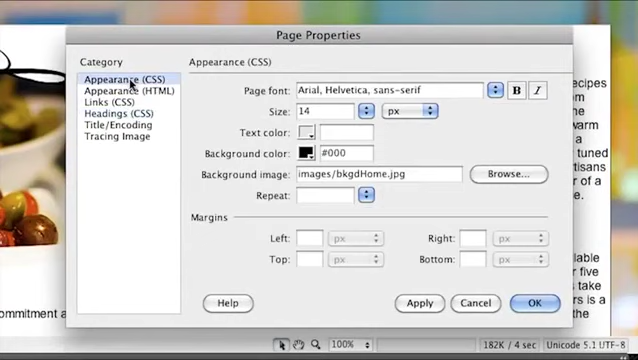 Page Properties
Category
Appearance (CSS)
Appearance (HTML)
Links (CSS)
Headings (CSS)
Title/Encoding
Tracing Image
Appearance (CSS)
Page font: Arial, Helvetica, sans-serif B I
Size: 14 px
Text color:
Background color: #000
Background image: images/bkgdHome.jpg Browse...
Repeat:
Margins
Left: px Right: px
Top: px Bottom: px
Help Apply Cancel OK
ecipes
m
warm
tuned
tisans
r of a
e.
lable
r five
s take
rs is a
the
ommitment a
100% 182K / 4 sec Unicode 5.1 UTF-8